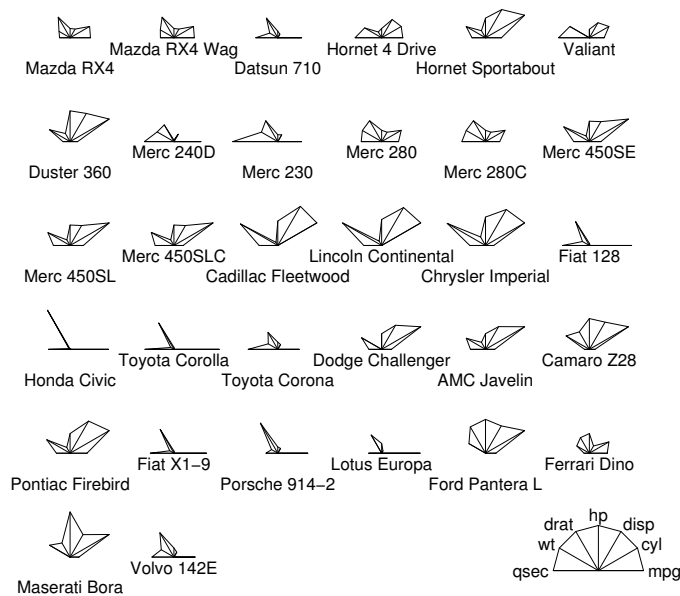 Mazda RX4
Mazda RX4 Wag
Datsun 710
Hornet 4 Drive
Hornet Sportabout
Valiant
Duster 360
Merc 240D
Merc 230
Merc 280
Merc 280C
Merc 450SE
Merc 450SL
Merc 450SLC
Cadillac Fleetwood
Lincoln Continental
Chrysler Imperial
Fiat 128
Honda Civic
Toyota Corolla
Toyota Corona
Dodge Challenger
AMC Javelin
Camaro Z28
Pontiac Firebird
Fiat X1−9
Porsche 914−2
Lotus Europa
Ford Pantera L
Ferrari Dino
Maserati Bora
Volvo 142E
mpg
cyl
disp
hp
drat
wt
qsec